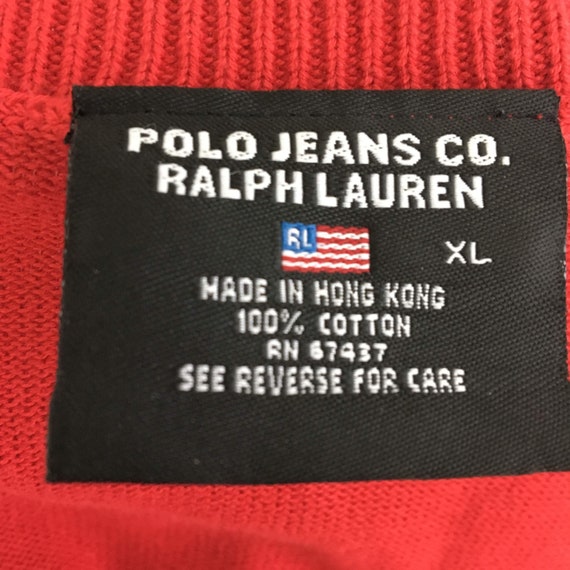 POLO JEANS CO.
RALPH LAUREN
RL
XL
MADE IN HONG KONG
100% COTTON
RN 67437
SEE REVERSE FOR CARE